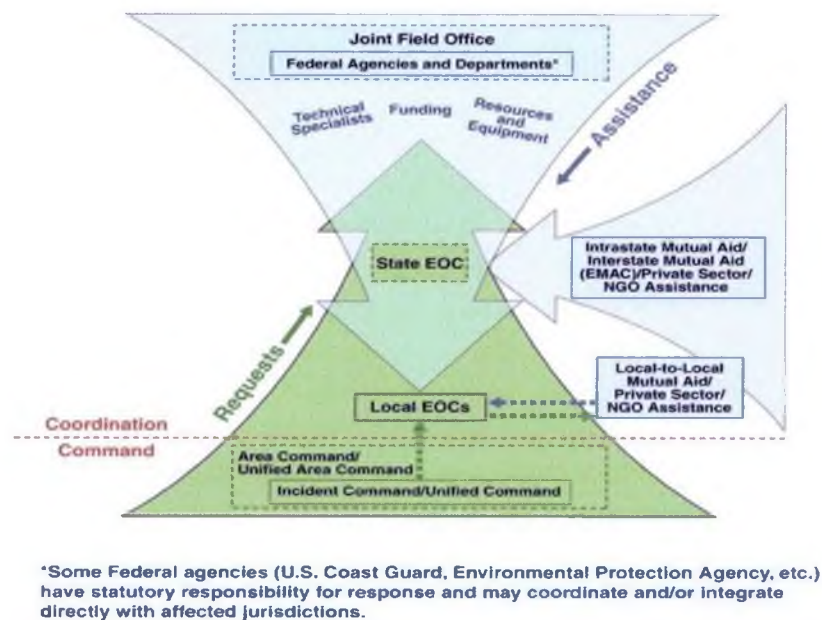 Joint Field Office
Federal Agencies and Departments*
Technical
Specialists
Funding
Resources
and
Equipment
Assistance
State EOC
Intrastate Mutual Aid/
Interstate Mutual Aid
(EMAC)/Private Sector/
NGO Assistance
Requests
Local EOCs
Local-to-Local
Mutual Aid/
Private Sector/
NGO Assistance
Coordination
Command
Area Command/
Unified Area Command
Incident Command/Unified Command
*Some Federal agencies (U.S. Coast Guard, Environmental Protection Agency, etc.)
have statutory responsibility for response and may coordinate and/or integrate
directly with affected jurisdictions.